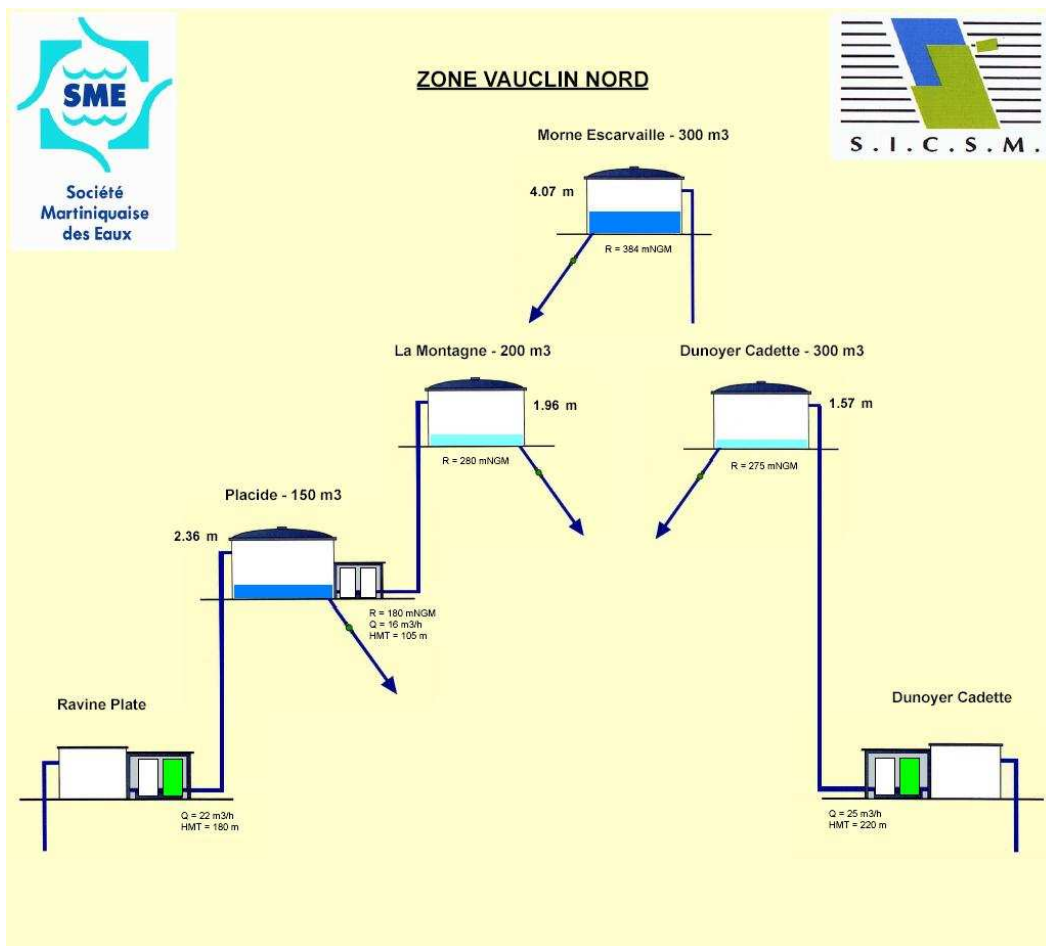 SME
Société
Martiniquaise
des Eaux
ZONE VAUCLIN NORD
S.I.C.S.M.
Morne Escarvaille - 300 m3
4.07 m
R = 384 mNGM
La Montagne - 200 m3
1.96 m
R = 280 mNGM
Dunoyer Cadette - 300 m3
1.57 m
R = 275 mNGM
Placide - 150 m3
2.36 m
R = 180 mNGM
Q = 16 m3/h
HMT = 105 m
Ravine Plate
Q = 22 m3/h
HMT = 180 m
Dunoyer Cadette
Q = 25 m3/h
HMT = 220 m